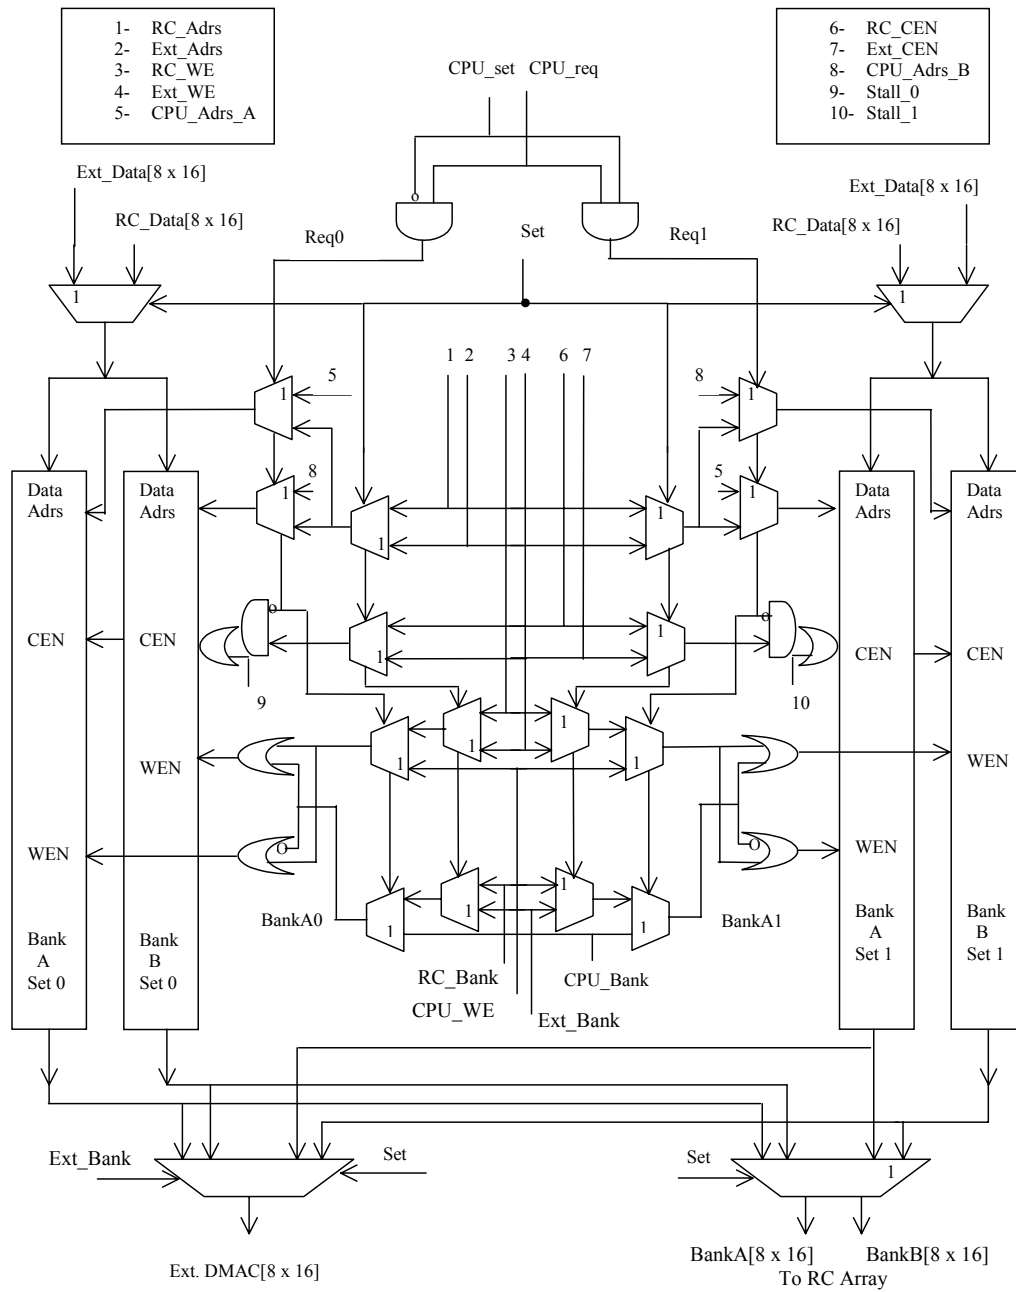 1- RC_Adrs
2- Ext_Adrs
3- RC_WE
4- Ext_WE
5- CPU_Adrs_A
6- RC_CEN
7- Ext_CEN
8- CPU_Adrs_B
9- Stall_0
10- Stall_1
CPU_set CPU_req
Ext_Data[8 x 16]
RC_Data[8 x 16]
Ext_Data[8 x 16]
RC_Data[8 x 16]
o
Req0
Set
Req1
1
1
1 2 3 4 6 7
5
1
8
1
8
1
5
1
Data
Adrs
Data
Adrs
Data
Adrs
Data
Adrs
1
1
1
1
o
o
CEN
CEN
CEN
CEN
1
1
1
1
9
10
1
1
1
1
WEN
WEN
WEN
WEN
O
O
1
1
1
1
BankA0
BankA1
Bank
A
Set 0
Bank
B
Set 0
Bank
A
Set 1
Bank
B
Set 1
RC_Bank
CPU_Bank
CPU_WE
Ext_Bank
Ext_Bank
Set
Set
1
Ext. DMAC[8 x 16]
BankA[8 x 16]
BankB[8 x 16]
To RC Array